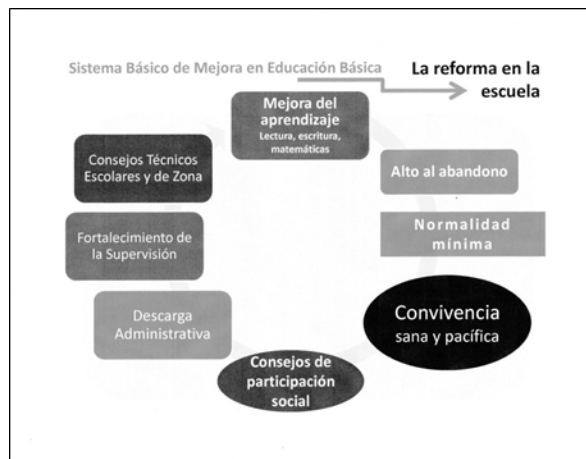 Sistema Básico de Mejora en Educación Básica
La reforma en la
escuela
Mejora del
aprendizaje
Lectura, escritura,
matemáticas
Alto al abandono
Normalidad
mínima
Convivencia
sana y pacífica
Consejos de
participación
social
Descarga
Administrativa
Fortalecimiento de
la Supervisión
Consejos Técnicos
Escolares y de Zona